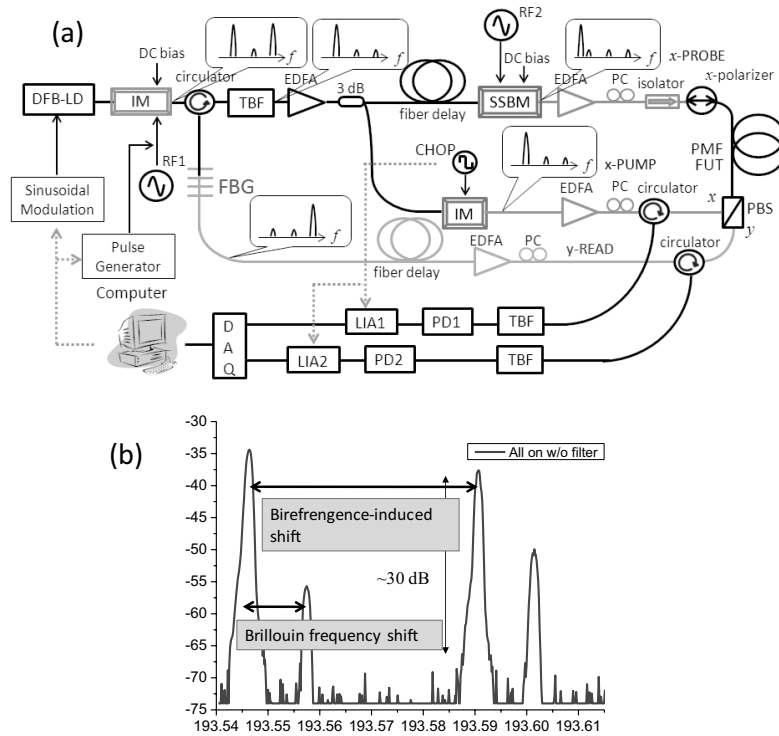 (a)
RF2
DC bias
DC bias
x-PROBE
f
f
f
circulator
EDFA
EDFA
PC
isolator
x-polarizer
DFB-LD
IM
TBF
3 dB
fiber delay
SSBM
RF1
CHOP
PMF
FUT
FBG
f
x-PUMP
EDFA
PC
circulator
Sinusoidal
Modulation
IM
x
PBS
y
Pulse
Generator
f
fiber delay
EDFA
PC
y-READ
circulator
Computer
D
A
Q
LIA1
PD1
TBF
LIA2
PD2
TBF
(b)
-30
-35
-40
-45
-50
-55
-60
-65
-70
-75
All on w/o filter
Birefrengence-induced
shift
~30 dB
Brillouin frequency shift
193.54 193.55 193.56 193.57 193.58 193.59 193.60 193.61